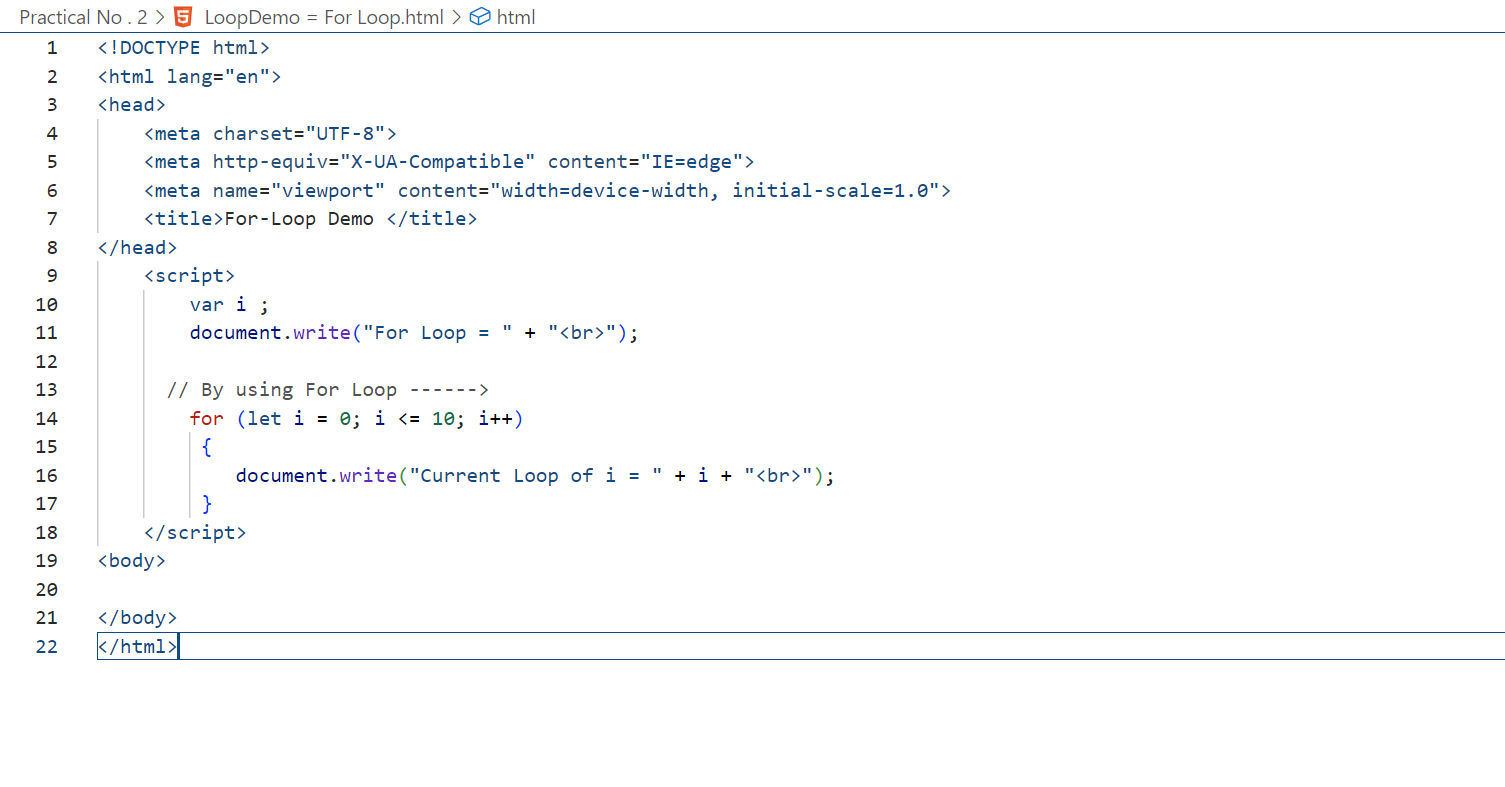 Practical No . 2 > LoopDemo = For Loop.html > html
1 <!DOCTYPE html>
2 <html lang="en">
3 <head>
4     <meta charset="UTF-8">
5     <meta http-equiv="X-UA-Compatible" content="IE=edge">
6     <meta name="viewport" content="width=device-width, initial-scale=1.0">
7     <title>For-Loop Demo </title>
8 </head>
9     <script>
10         var i ;
11         document.write("For Loop = " + "<br>");
12
13       // By using For Loop ------>
14         for (let i = 0; i <= 10; i++)
15          {
16             document.write("Current Loop of i = " + i + "<br>");
17          }
18     </script>
19 <body>
20
21 </body>
22 </html>